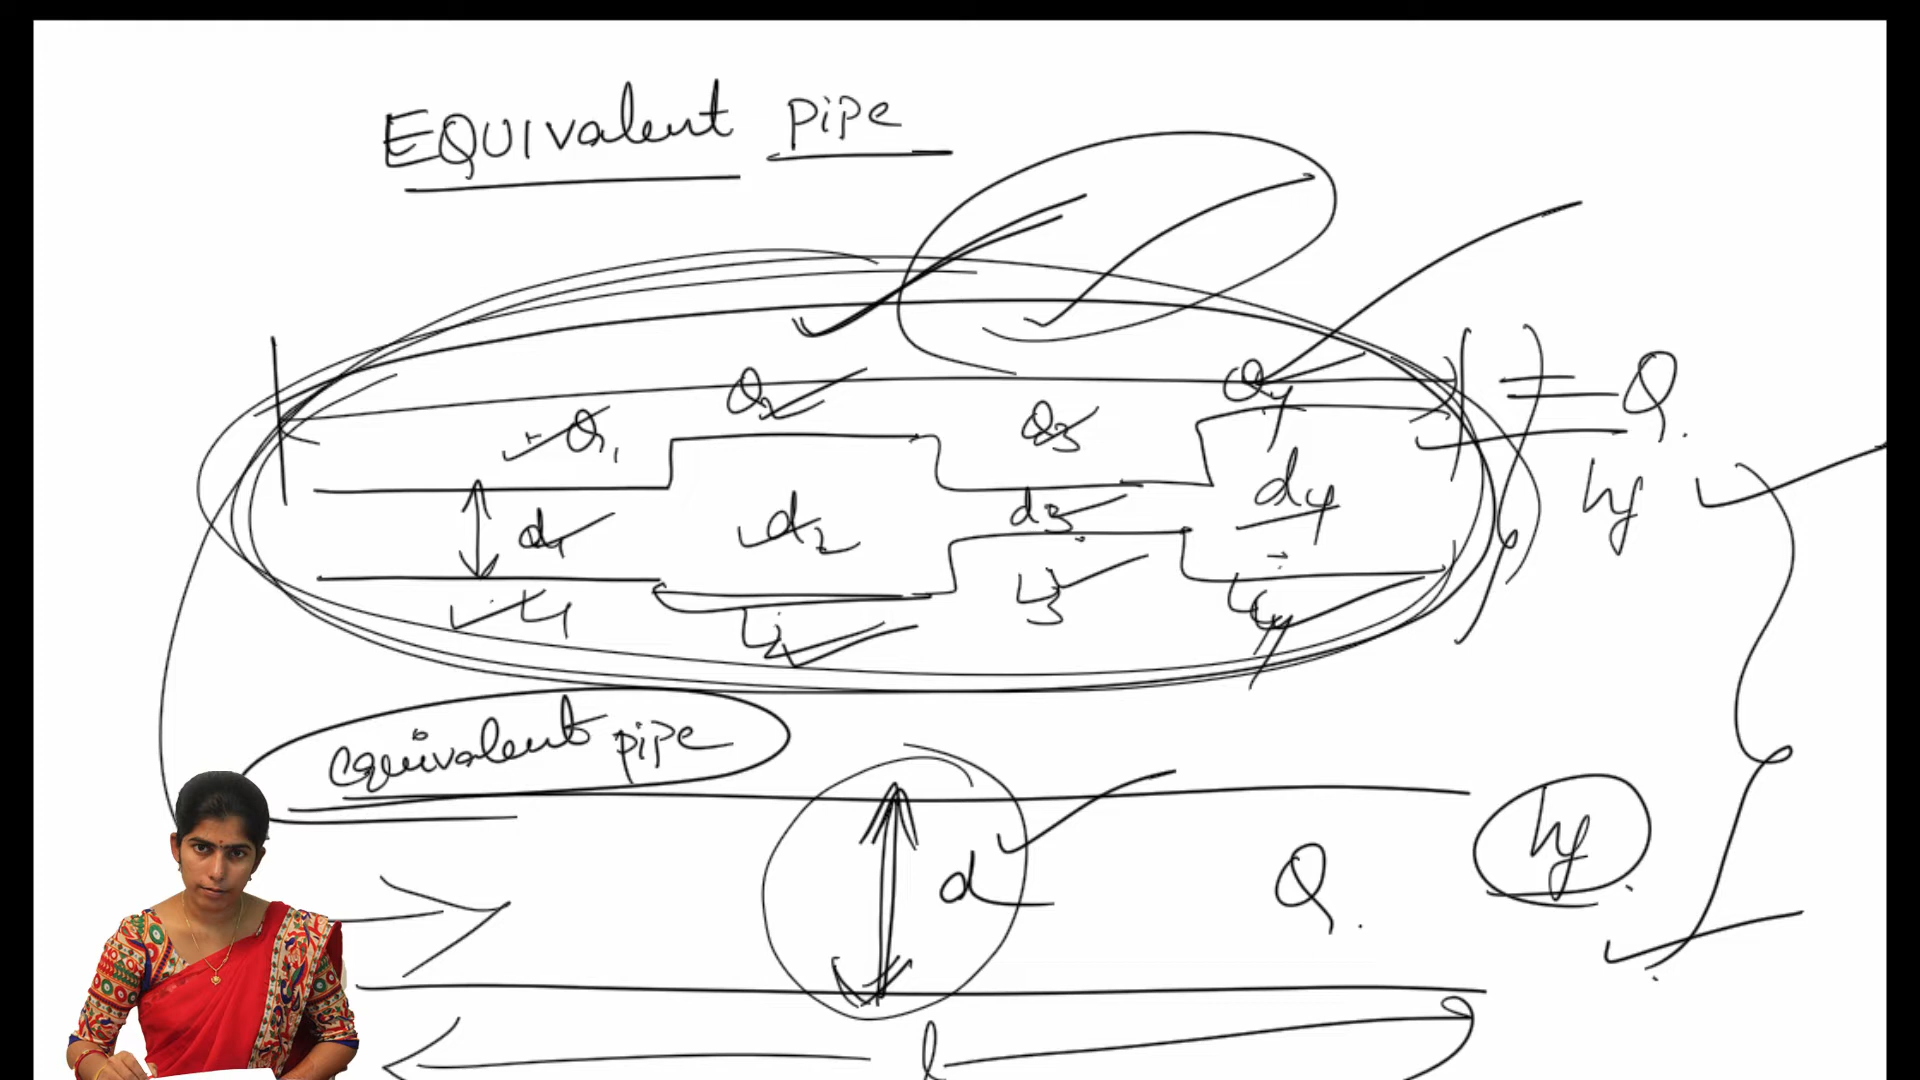 EQUIvalent pipe
Q1 Q2 Q3 Q4 = Q.
hf
d1 d2 d3 d4
L1 L2 L3 L4
equivalent pipe
d Q. hf
l